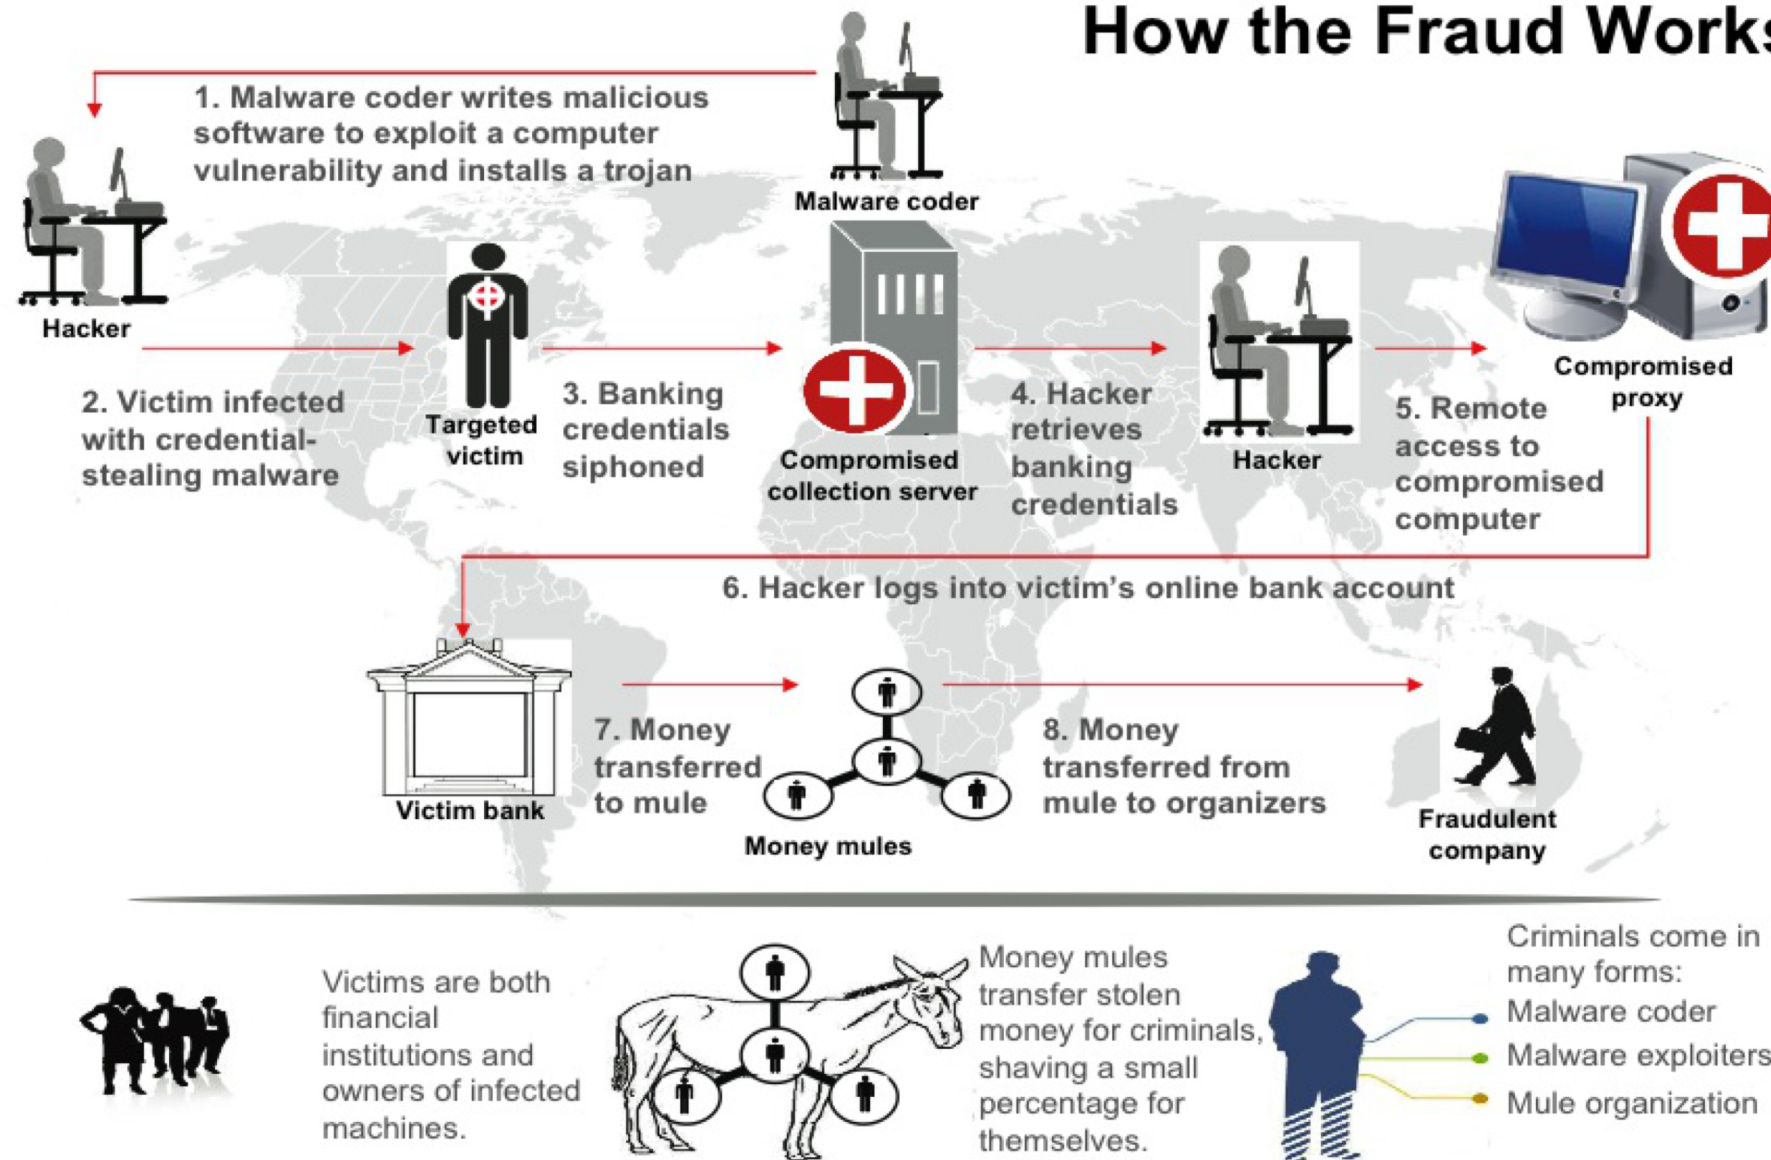 How the Fraud Works
1. Malware coder writes malicious
software to exploit a computer
vulnerability and installs a trojan
Malware coder
Hacker
2. Victim infected
with credential-
stealing malware
Targeted
victim
3. Banking
credentials
siphoned
Compromised
collection server
4. Hacker
retrieves
banking
credentials
Hacker
5. Remote
access to
compromised
computer
Compromised
proxy
6. Hacker logs into victim's online bank account
Victim bank
7. Money
transferred
to mule
Money mules
8. Money
transferred from
mule to organizers
Fraudulent
company
Victims are both
financial
institutions and
owners of infected
machines.
Money mules
transfer stolen
money for criminals,
shaving a small
percentage for
themselves.
Criminals come in
many forms:
Malware coder
Malware exploiters
Mule organization